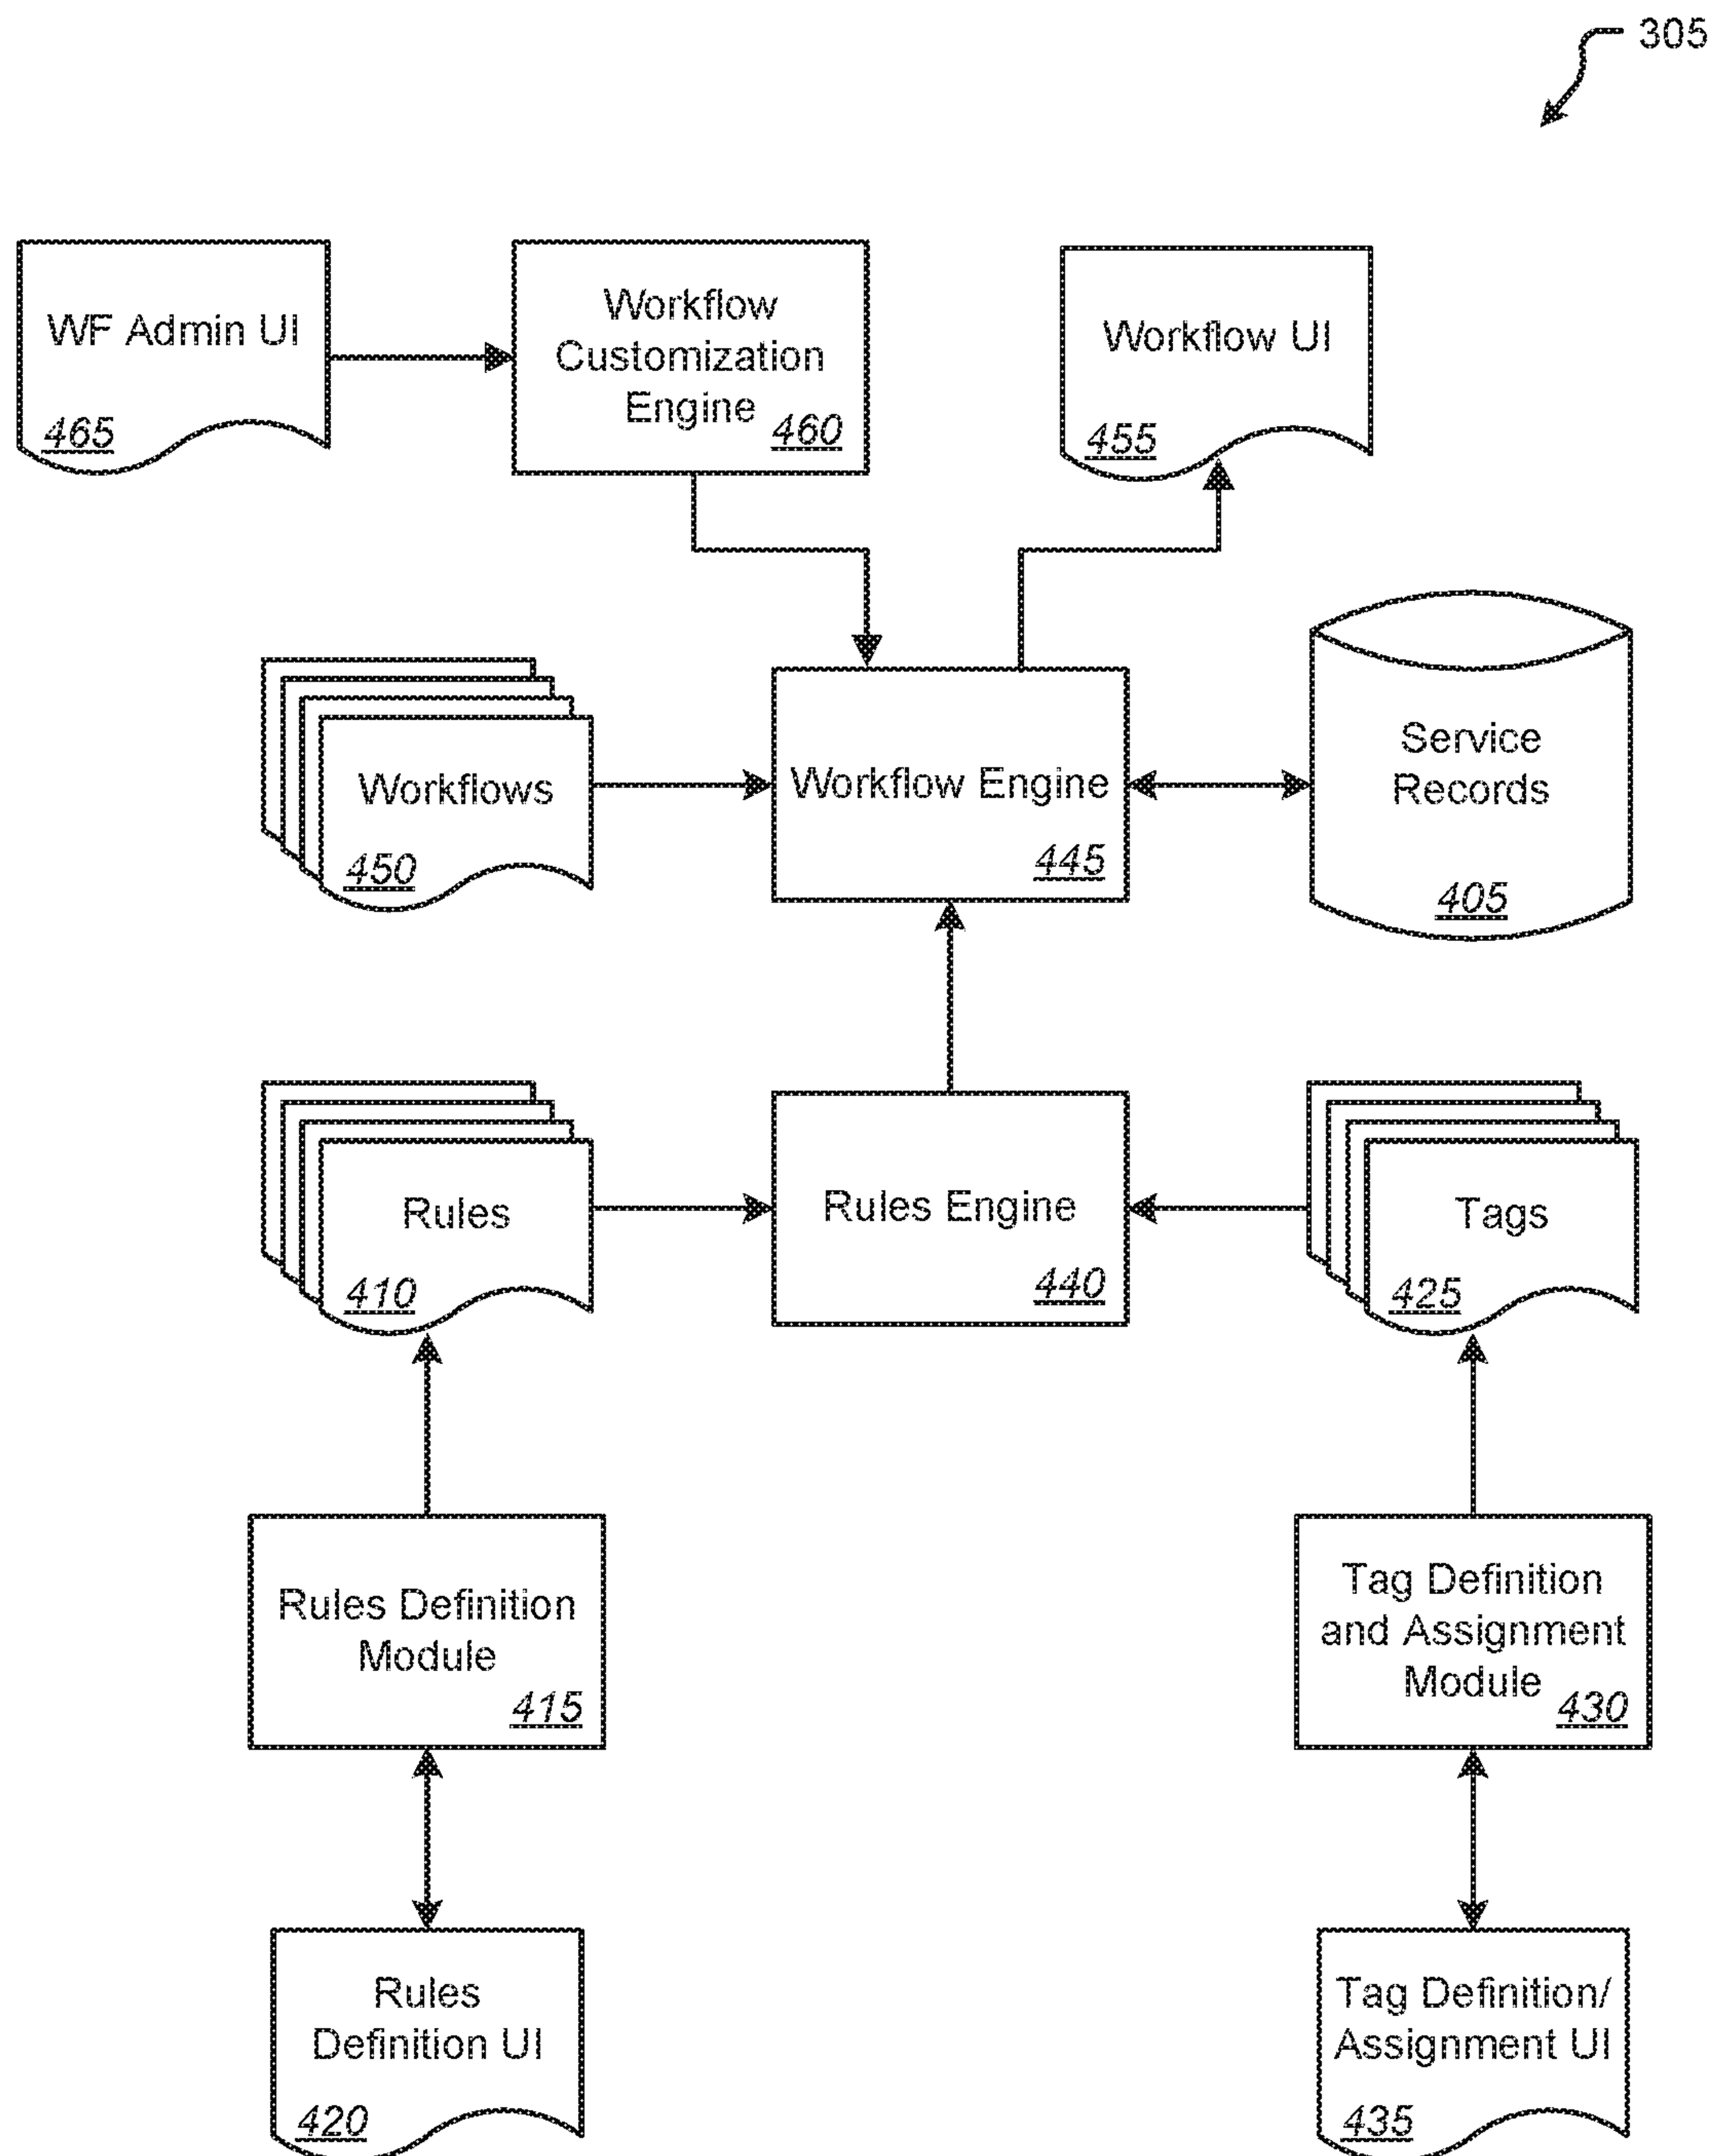 305
WF Admin UI
465
Workflow
Customization
Engine
460
Workflow UI
455
Workflows
450
Workflow Engine
445
Service
Records
405
Rules
410
Rules Engine
440
Tags
425
Rules Definition
Module
415
Tag Definition
and Assignment
Module
430
Rules
Definition UI
420
Tag Definition/
Assignment UI
435